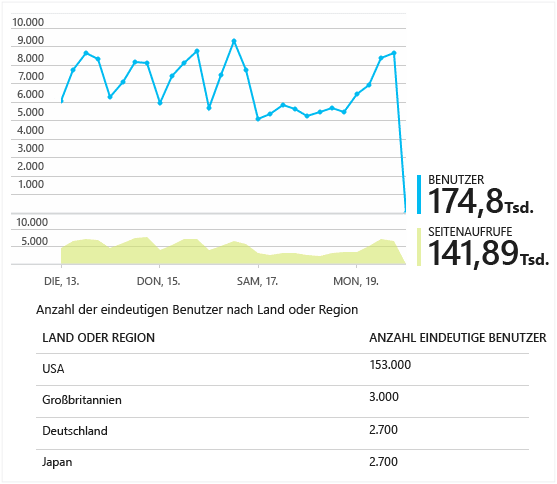 10.000
9.000
8.000
7.000
6.000
5.000
4.000
3.000
2.000
1.000
BENUTZER
174,8Tsd.
10.000
5.000
SEITENAUFRUFE
141,89Tsd.
DIE, 13.
DON, 15.
SAM, 17.
MON, 19.
Anzahl der eindeutigen Benutzer nach Land oder Region
LAND ODER REGION
ANZAHL EINDEUTIGE BENUTZER
USA
153.000
Großbritannien
3.000
Deutschland
2.700
Japan
2.700